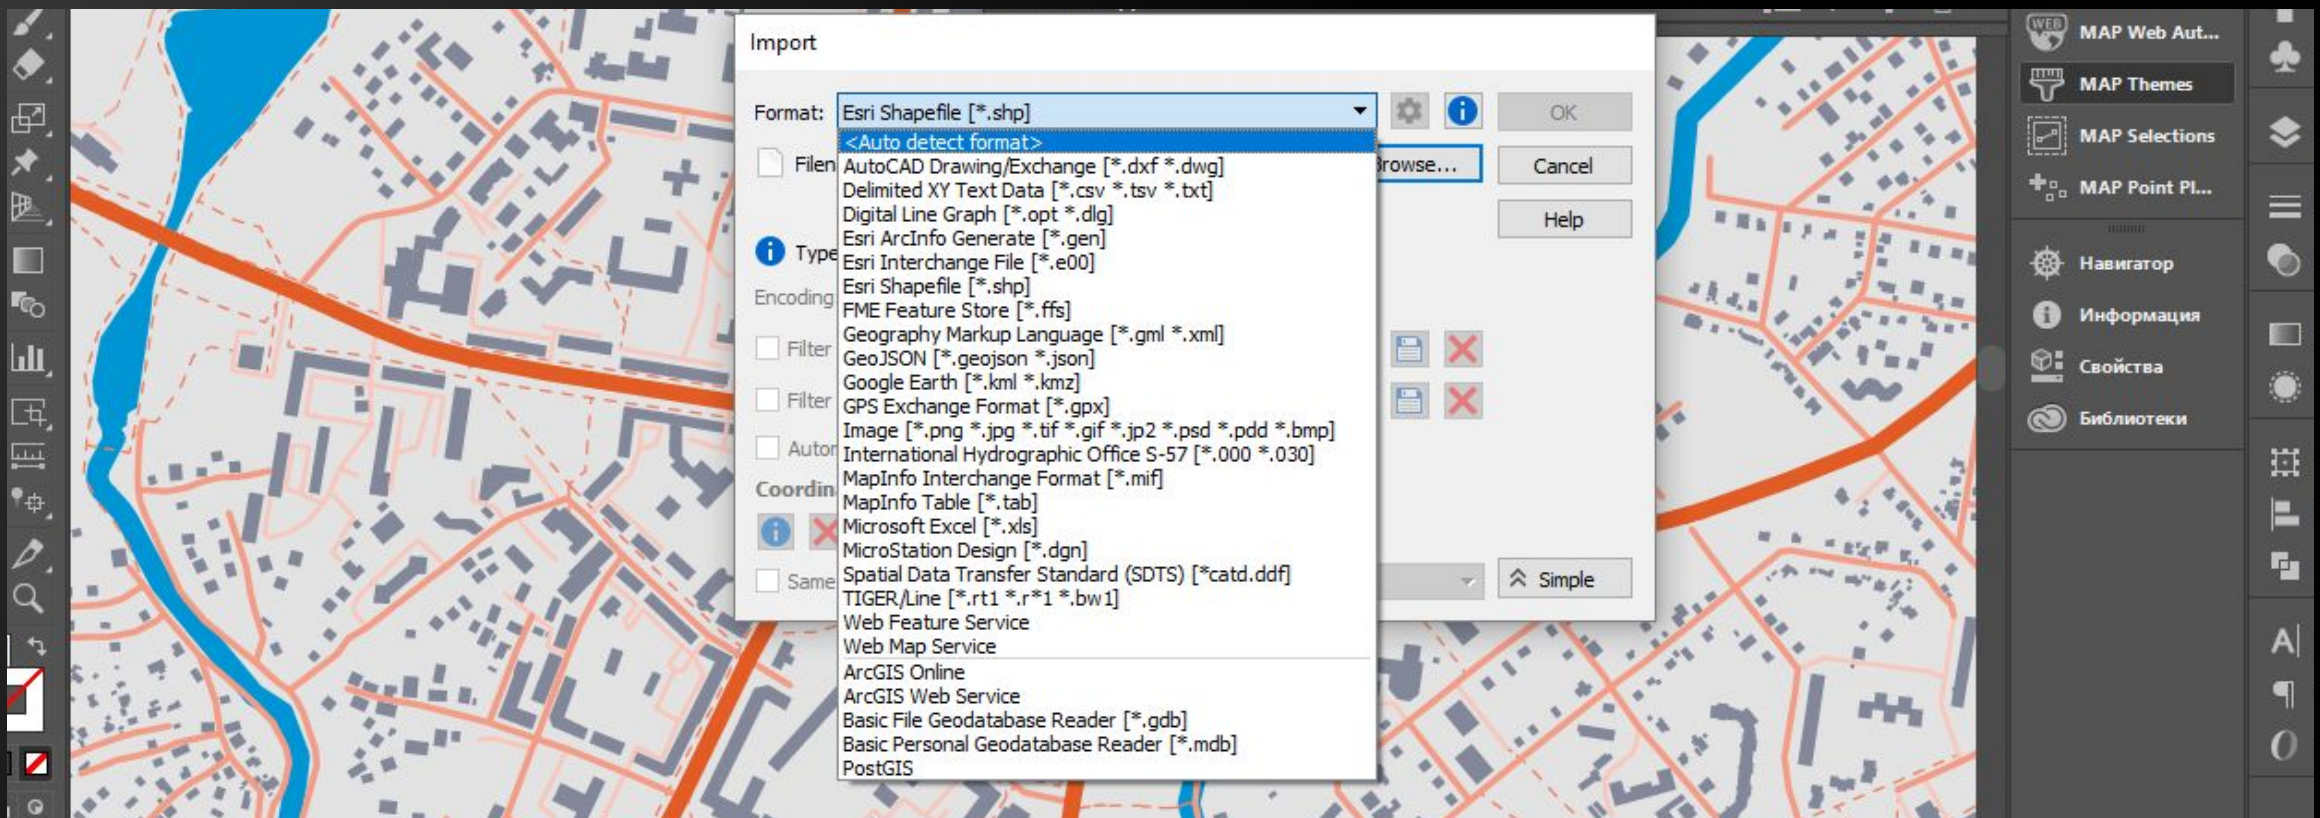 Import
Format: Esri Shapefile [*.shp]
OK
<Auto detect format>
Browse...
Cancel
Help
AutoCAD Drawing/Exchange [*.dxf *.dwg]
Delimited XY Text Data [*.csv *.tsv *.txt]
Digital Line Graph [*.opt *.dlg]
Esri ArcInfo Generate [*.gen]
Esri Interchange File [*.e00]
Esri Shapefile [*.shp]
FME Feature Store [*.ffs]
Geography Markup Language [*.gml *.xml]
GeoJSON [*.geojson *.json]
Google Earth [*.kml *.kmz]
GPS Exchange Format [*.gpx]
Image [*.png *.jpg *.tif *.gif *.jp2 *.psd *.pdd *.bmp]
International Hydrographic Office S-57 [*.000 *.030]
MapInfo Interchange Format [*.mif]
MapInfo Table [*.tab]
Microsoft Excel [*.xls]
MicroStation Design [*.dgn]
Spatial Data Transfer Standard (SDTS) [*catd.ddf]
TIGER/Line [*.rt1 *.r*1 *.bw1]
Web Feature Service
Web Map Service
ArcGIS Online
ArcGIS Web Service
Basic File Geodatabase Reader [*.gdb]
Basic Personal Geodatabase Reader [*.mdb]
PostGIS
Type
Encoding
Filter
Filter
Same
Simple
WEB
MAP Web Aut...
MAP Themes
MAP Selections
MAP Point Pl...
Навигатор
Информация
Свойства
Библиотеки